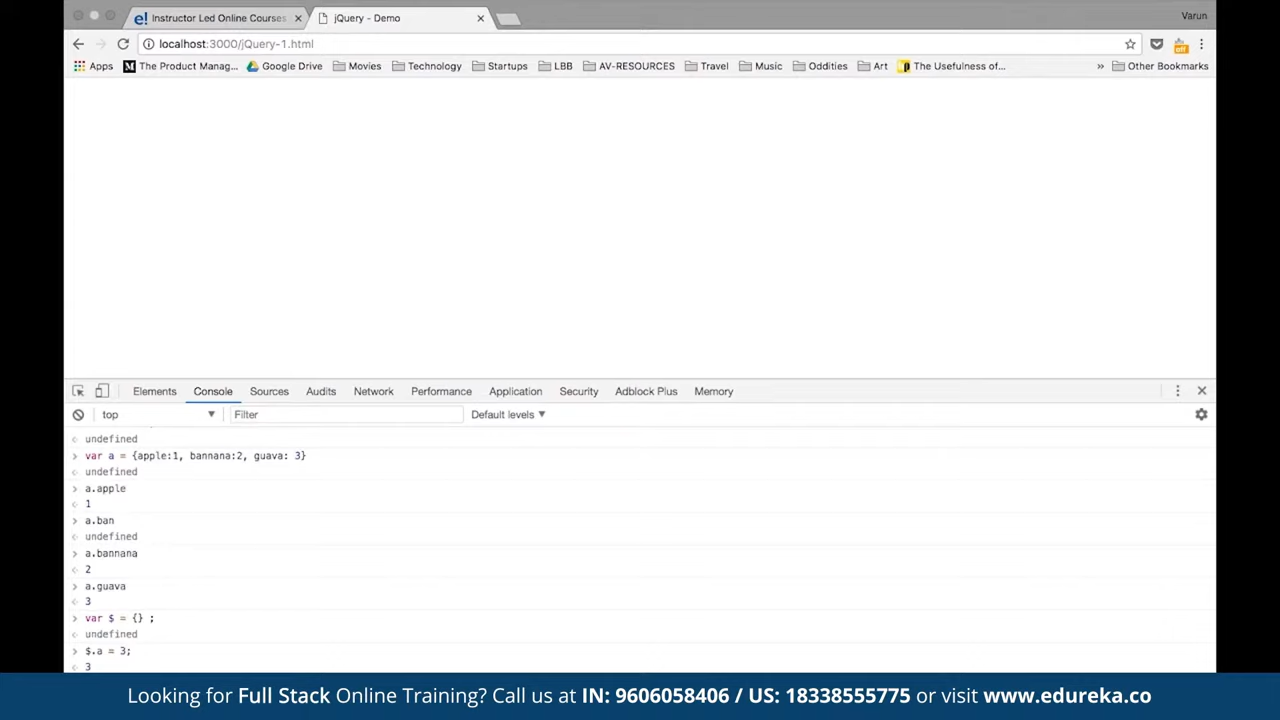 Instructor Led Online Courses
jQuery - Demo
Varun
localhost:3000/jQuery-1.html
Apps The Product Manag... Google Drive Movies Technology Startups LBB AV-RESOURCES Travel Music Oddities Art The Usefulness of... » Other Bookmarks
Elements Console Sources Audits Network Performance Application Security Adblock Plus Memory
top Filter Default levels
undefined
var a = {apple:1, bannana:2, guava: 3}
undefined
a.apple
1
a.ban
undefined
a.bannana
2
a.guava
3
var $ = {} ;
undefined
$.a = 3;
3
Looking for Full Stack Online Training? Call us at IN: 9606058406 / US: 18338555775 or visit www.edureka.co